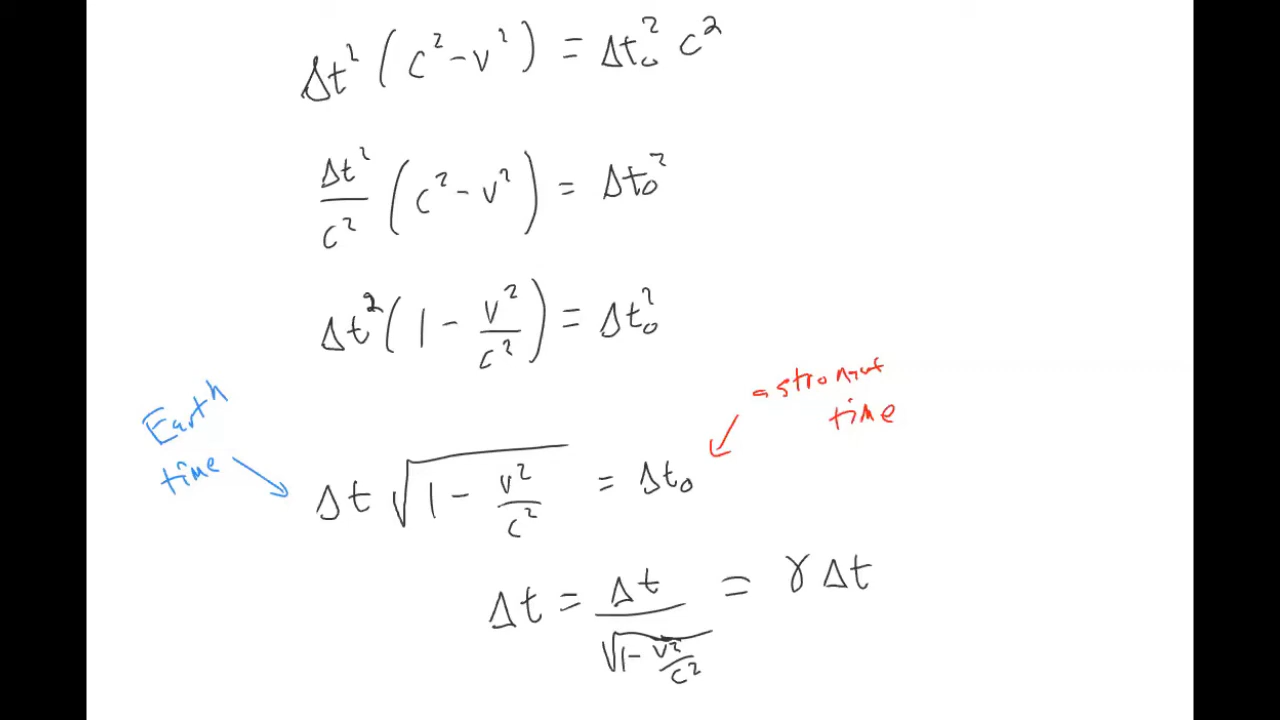 Δt² (c² - v²) = Δt₀² c²
Δt²/c² (c² - v²) = Δt₀²
Δt² (1 - v²/c²) = Δt₀²
Earth
time
astronaut
time
Δt √(1 - v²/c²) = Δt₀
Δt = Δt/√(1 - v²/c²) = γ Δt